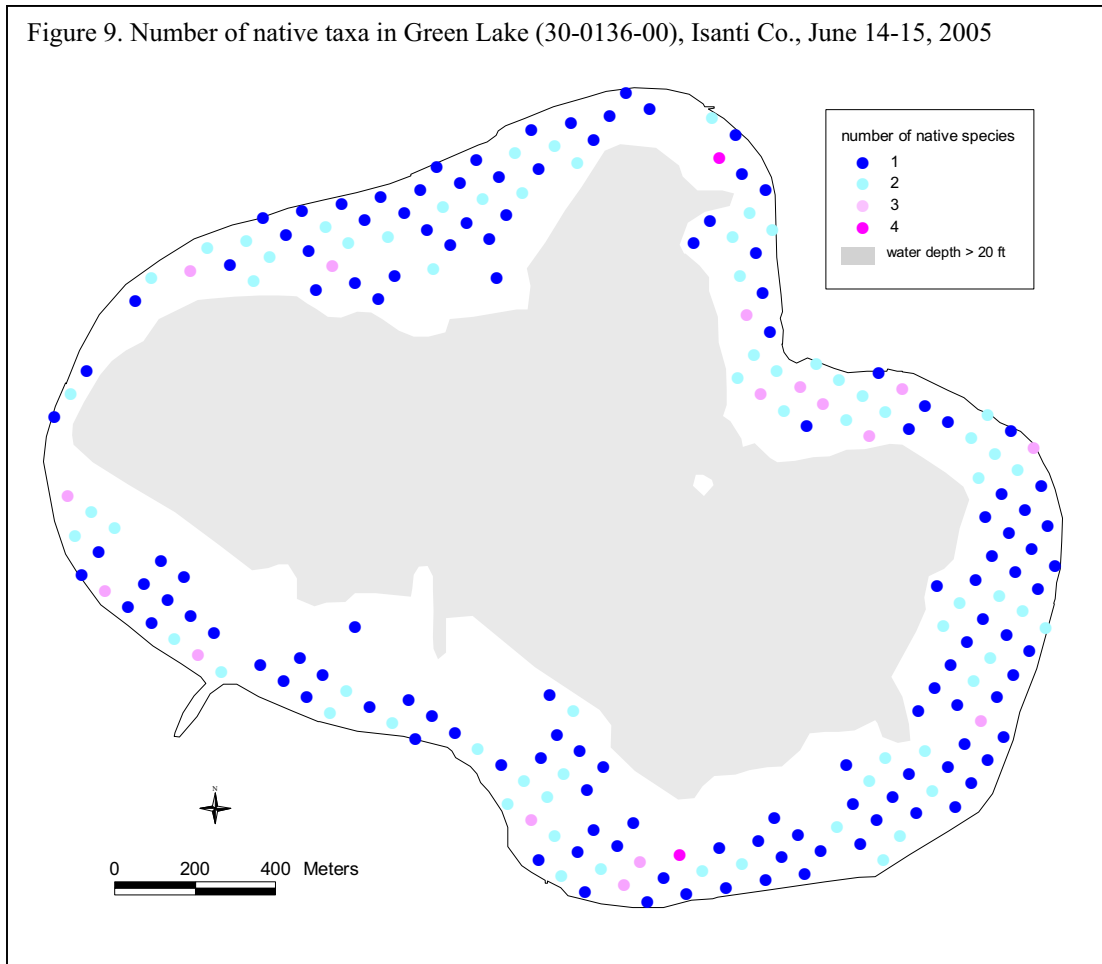 Figure 9. Number of native taxa in Green Lake (30-0136-00), Isanti Co., June 14-15, 2005
number of native species
1
2
3
4
water depth > 20 ft
N
0 200 400 Meters